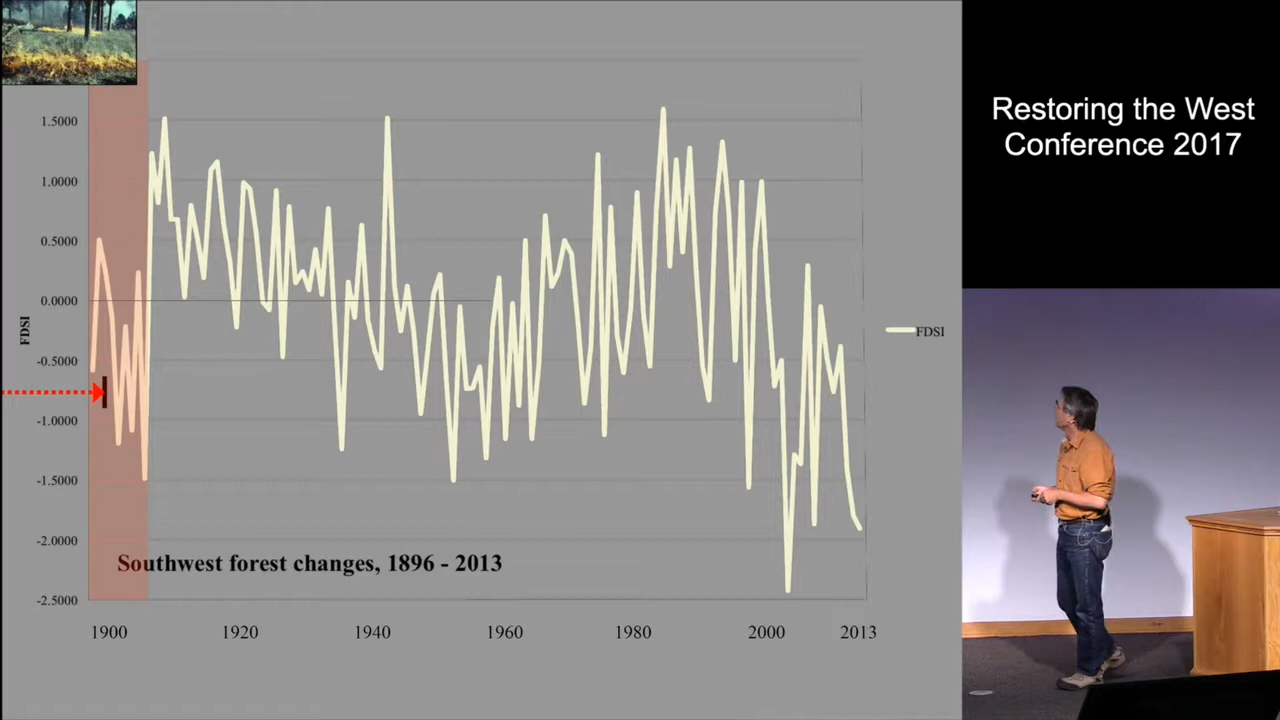 1.5000
1.0000
0.5000
0.0000
-0.5000
-1.0000
-1.5000
-2.0000
-2.5000
FDSI
Southwest forest changes, 1896 - 2013
1900 1920 1940 1960 1980 2000 2013
FDSI
Restoring the West
Conference 2017